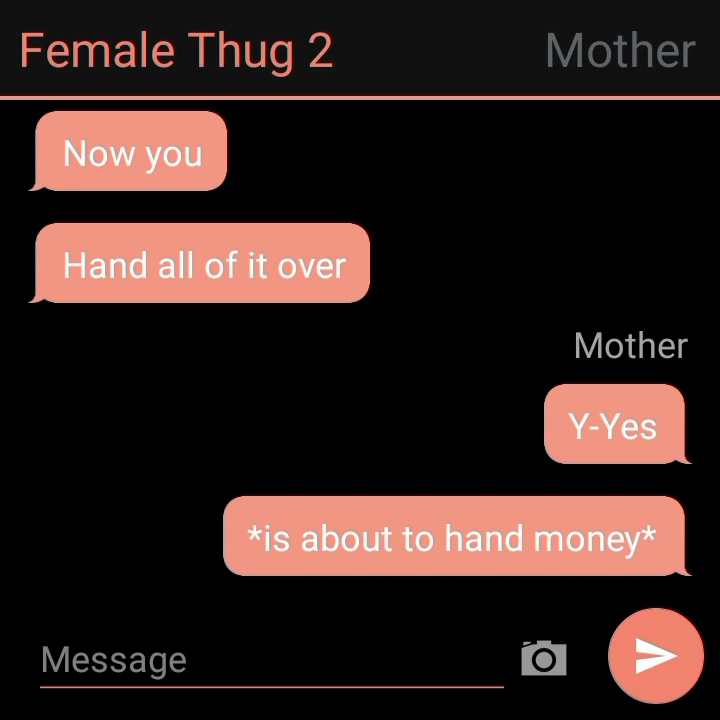 Female Thug 2 Mother
Now you
Hand all of it over
Mother
Y-Yes
*is about to hand money*
Message